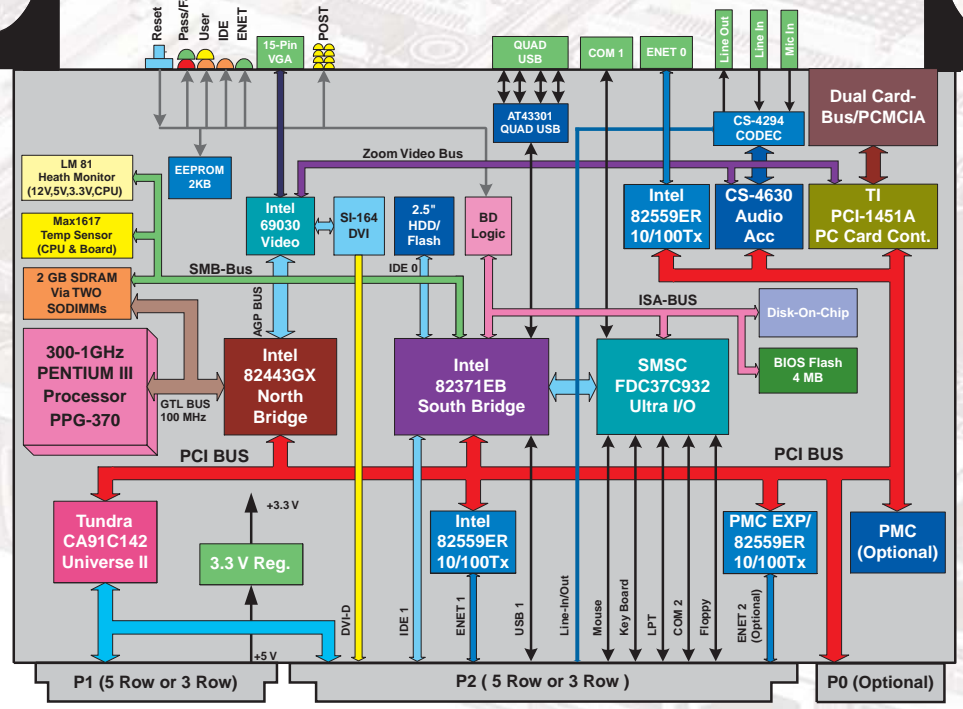 Reset
User
IDE
ENET
POST
15-Pin
VGA
QUAD
USB
COM 1
ENET 0
Line Out
Line In
Mic In
Dual Card-
Bus/PCMCIA
AT43301
QUAD USB
CS-4294
CODEC
LM 81
Heath Monitor
(12V,5V,3.3V,CPU)
EEPROM
2KB
Zoom Video Bus
Max1617
Temp Sensor
(CPU & Board)
Intel
69030
Video
SI-164
DVI
2.5"
HDD/
Flash
BD
Logic
Intel
82559ER
10/100Tx
CS-4630
Audio
Acc
TI
PCI-1451A
PC Card Cont.
2 GB SDRAM
Via TWO
SODIMMs
SMB-Bus
IDE 0
AGP BUS
ISA-BUS
Disk-On-Chip
300-1GHz
PENTIUM III
Processor
PPG-370
GTL BUS
100 MHz
Intel
82443GX
North
Bridge
Intel
82371EB
South Bridge
SMSC
FDC37C932
Ultra I/O
BIOS Flash
4 MB
PCI BUS
PCI BUS
Tundra
CA91C142
Universe II
+3.3 V
3.3 V Reg.
+5 V
Intel
82559ER
10/100Tx
PMC EXP/
82559ER
10/100Tx
PMC
(Optional)
DVI-D
IDE 1
ENET 1
USB 1
Line-In/Out
Mouse
Key Board
LPT
COM 2
Floppy
ENET 2
(Optional)
P1 (5 Row or 3 Row)
P2 ( 5 Row or 3 Row )
P0 (Optional)